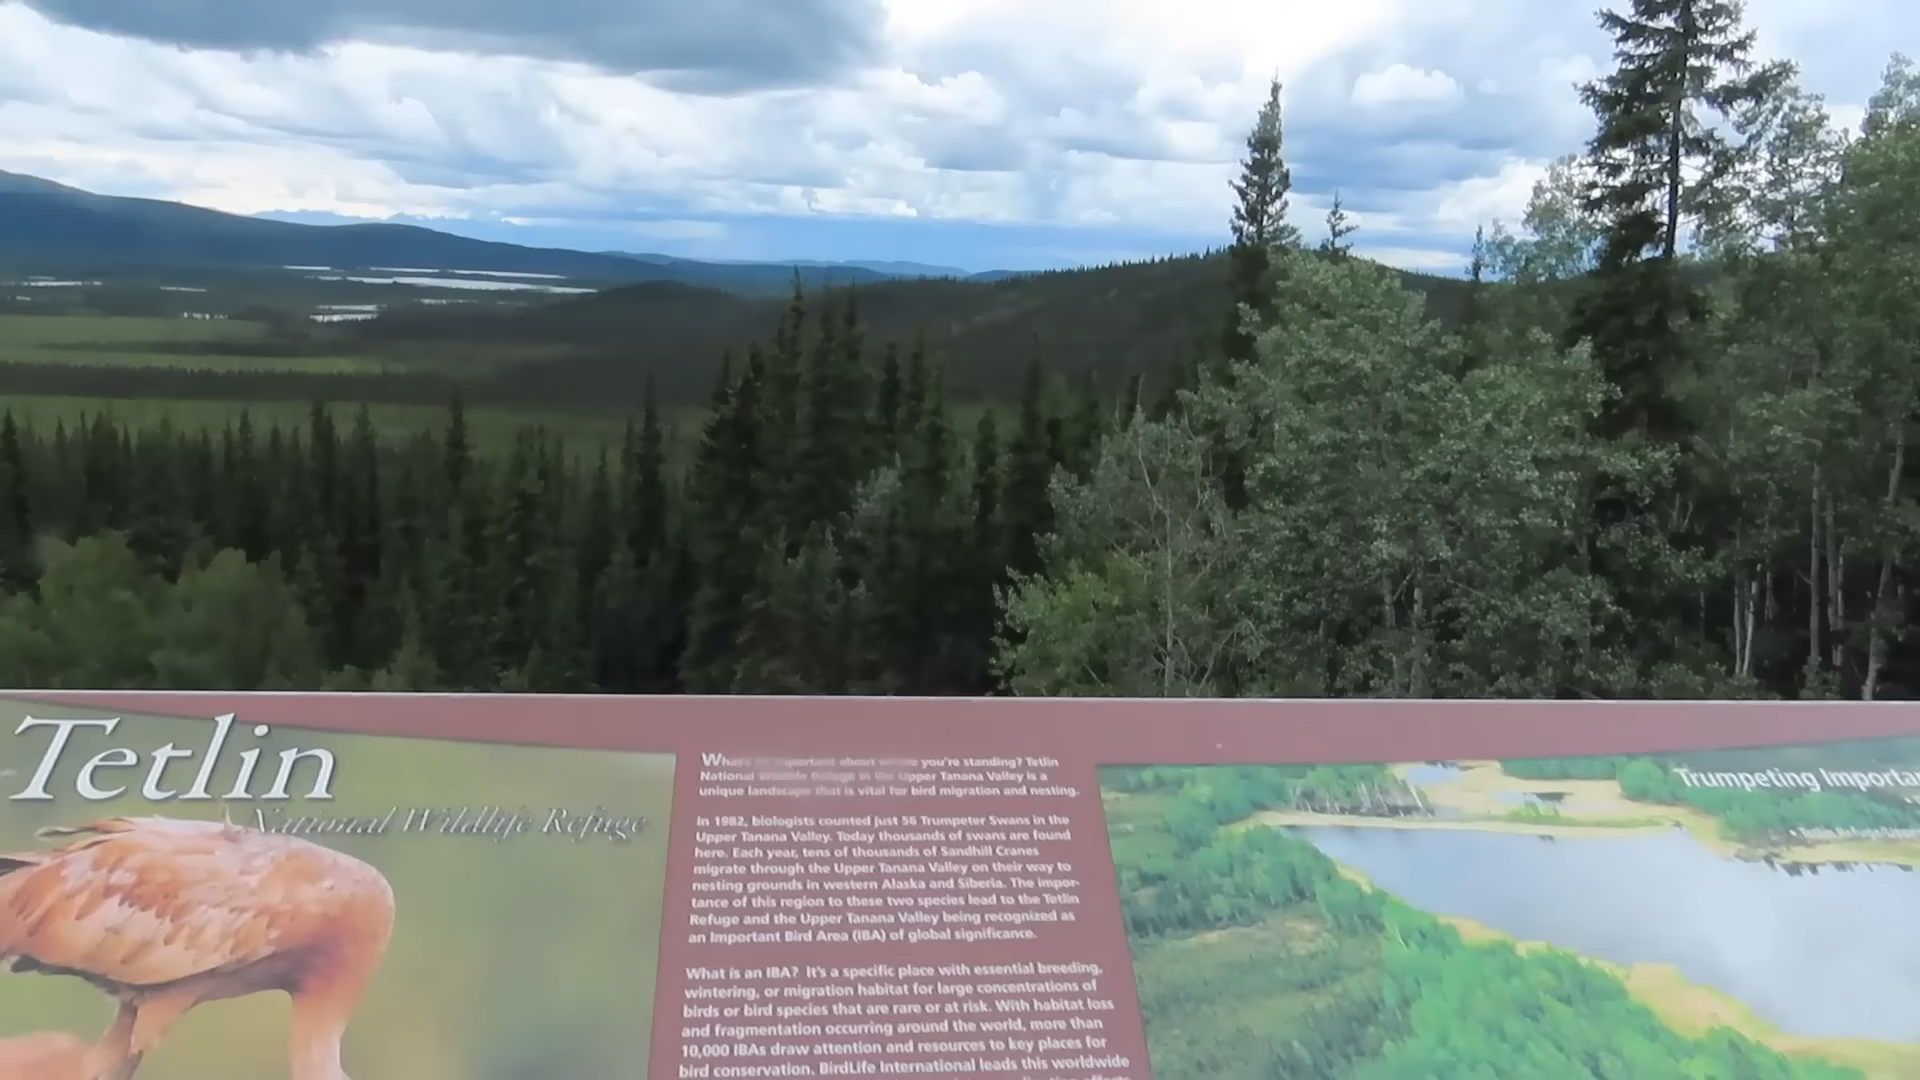 Tetlin
National Wildlife Refuge
What's so important about where you're standing? Tetlin
National Wildlife Refuge in the Upper Tanana Valley is a
unique landscape that is vital for bird migration and nesting.
In 1982, biologists counted just 56 Trumpeter Swans in the
Upper Tanana Valley. Today thousands of swans are found
here. Each year, tens of thousands of Sandhill Cranes
migrate through the Upper Tanana Valley on their way to
nesting grounds in western Alaska and Siberia. The impor-
tance of this region to these two species lead to the Tetlin
Refuge and the Upper Tanana Valley being recognized as
an Important Bird Area (IBA) of global significance.
What is an IBA? It's a specific place with essential breeding,
wintering, or migration habitat for large concentrations of
birds or bird species that are rare or at risk. With habitat loss
and fragmentation occurring around the world, more than
10,000 IBAs draw attention and resources to key places for
bird conservation. BirdLife International leads this worldwide
Trumpeting Importa